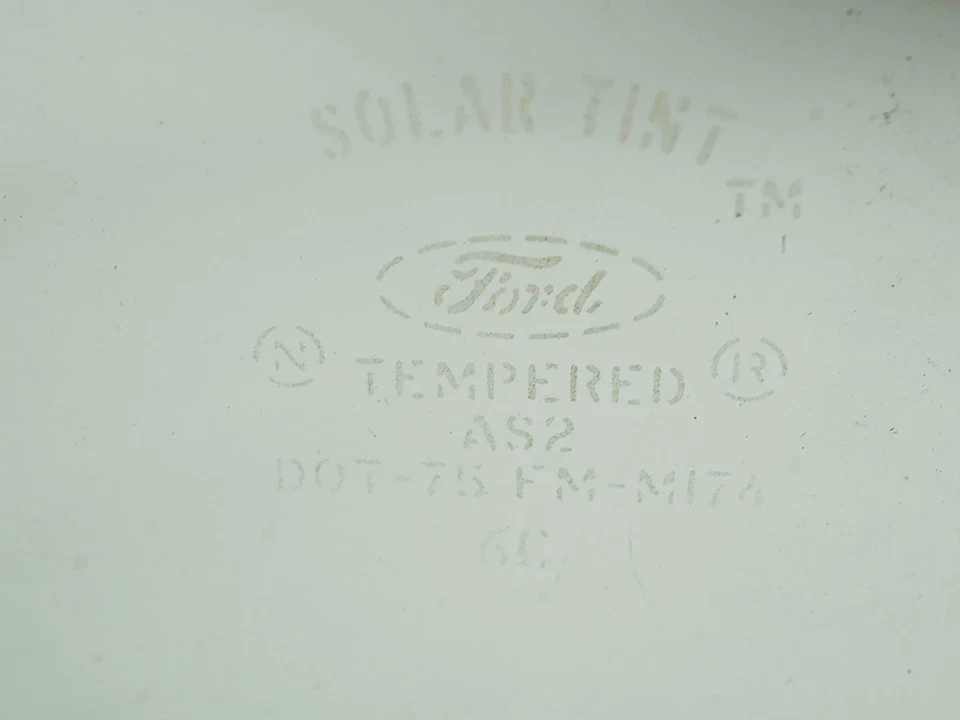 SOLAR TINT
TM
Ford
N TEMPERED R
AS2
DOT-75 FM-M174
6C